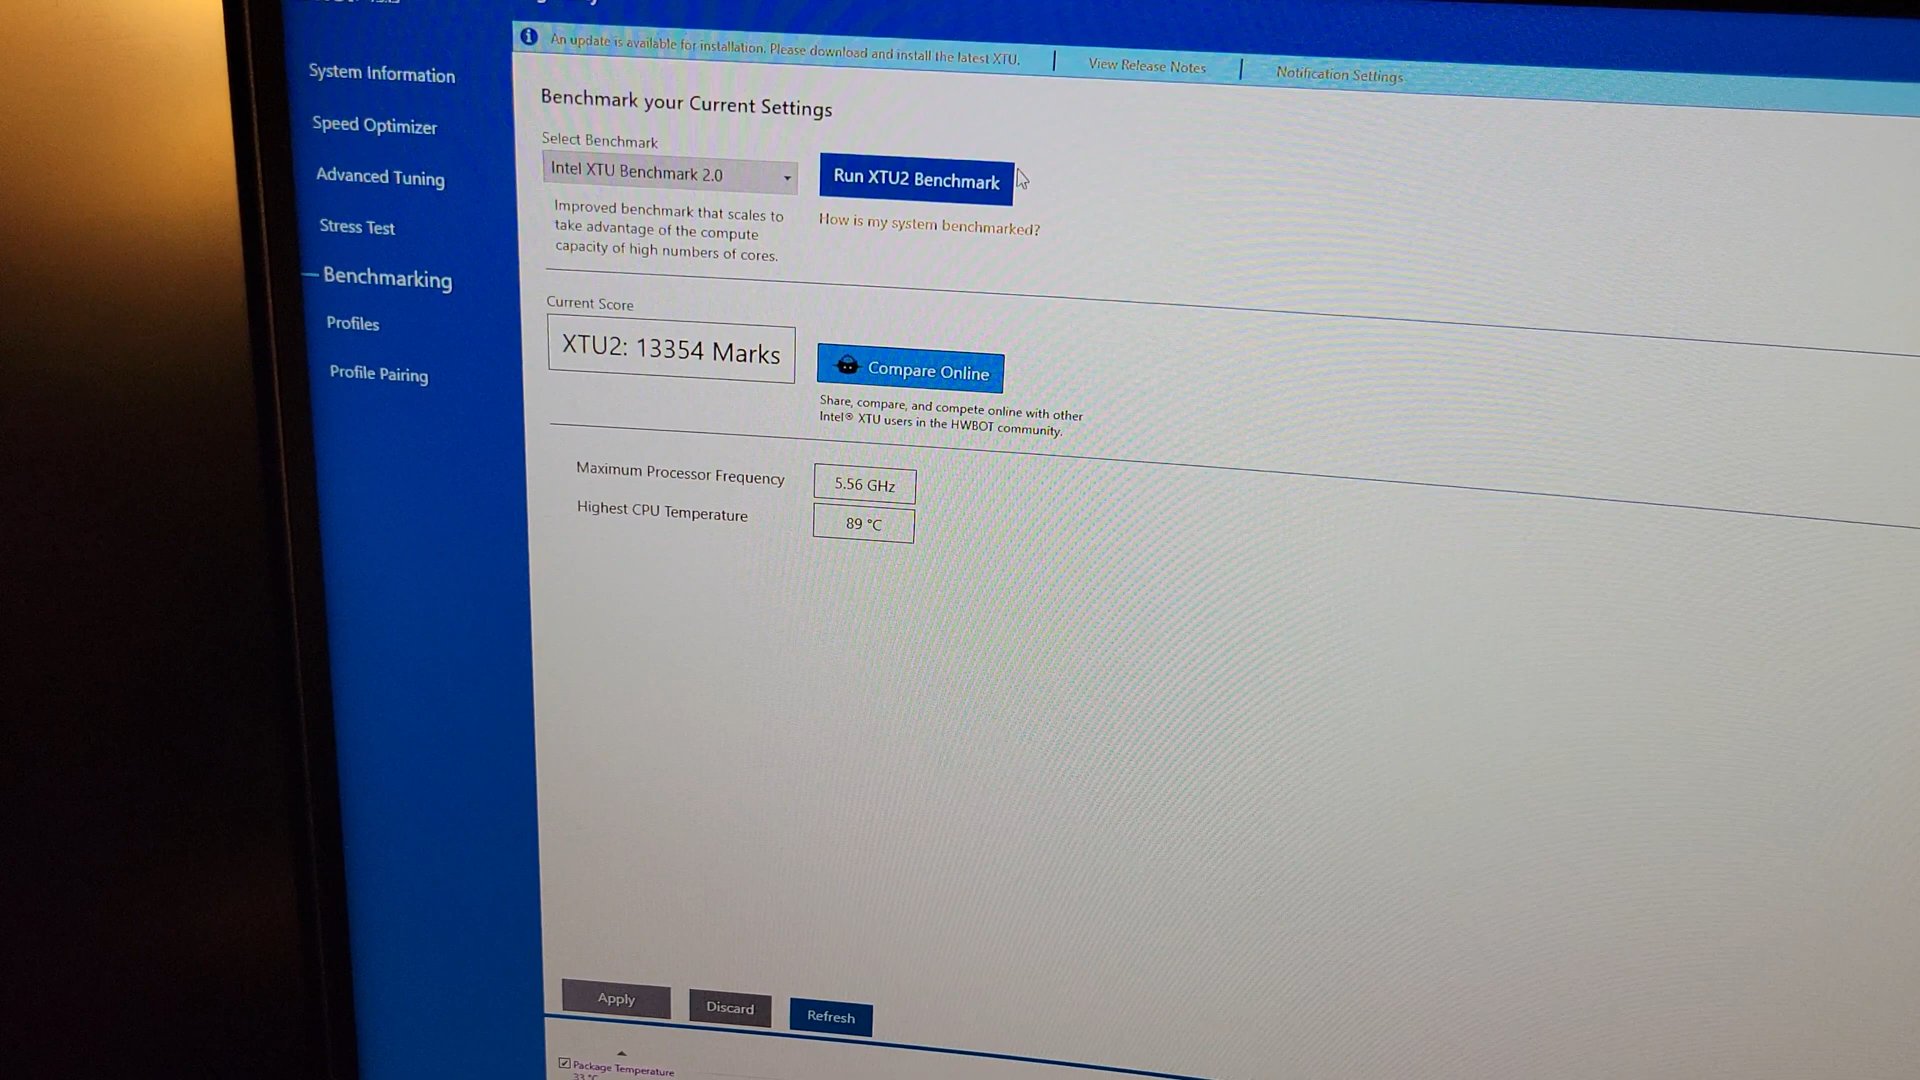 An update is available for installation. Please download and install the latest XTU.
View Release Notes
Notification Settings
System Information
Speed Optimizer
Advanced Tuning
Stress Test
Benchmarking
Profiles
Profile Pairing
Benchmark your Current Settings
Select Benchmark
Intel XTU Benchmark 2.0
Run XTU2 Benchmark
Improved benchmark that scales to
take advantage of the compute
capacity of high numbers of cores.
How is my system benchmarked?
Current Score
XTU2: 13354 Marks
Compare Online
Share, compare, and compete online with other
Intel® XTU users in the HWBOT community.
Maximum Processor Frequency
5.56 GHz
Highest CPU Temperature
89 °C
Apply
Discard
Refresh
Package Temperature
33 °C